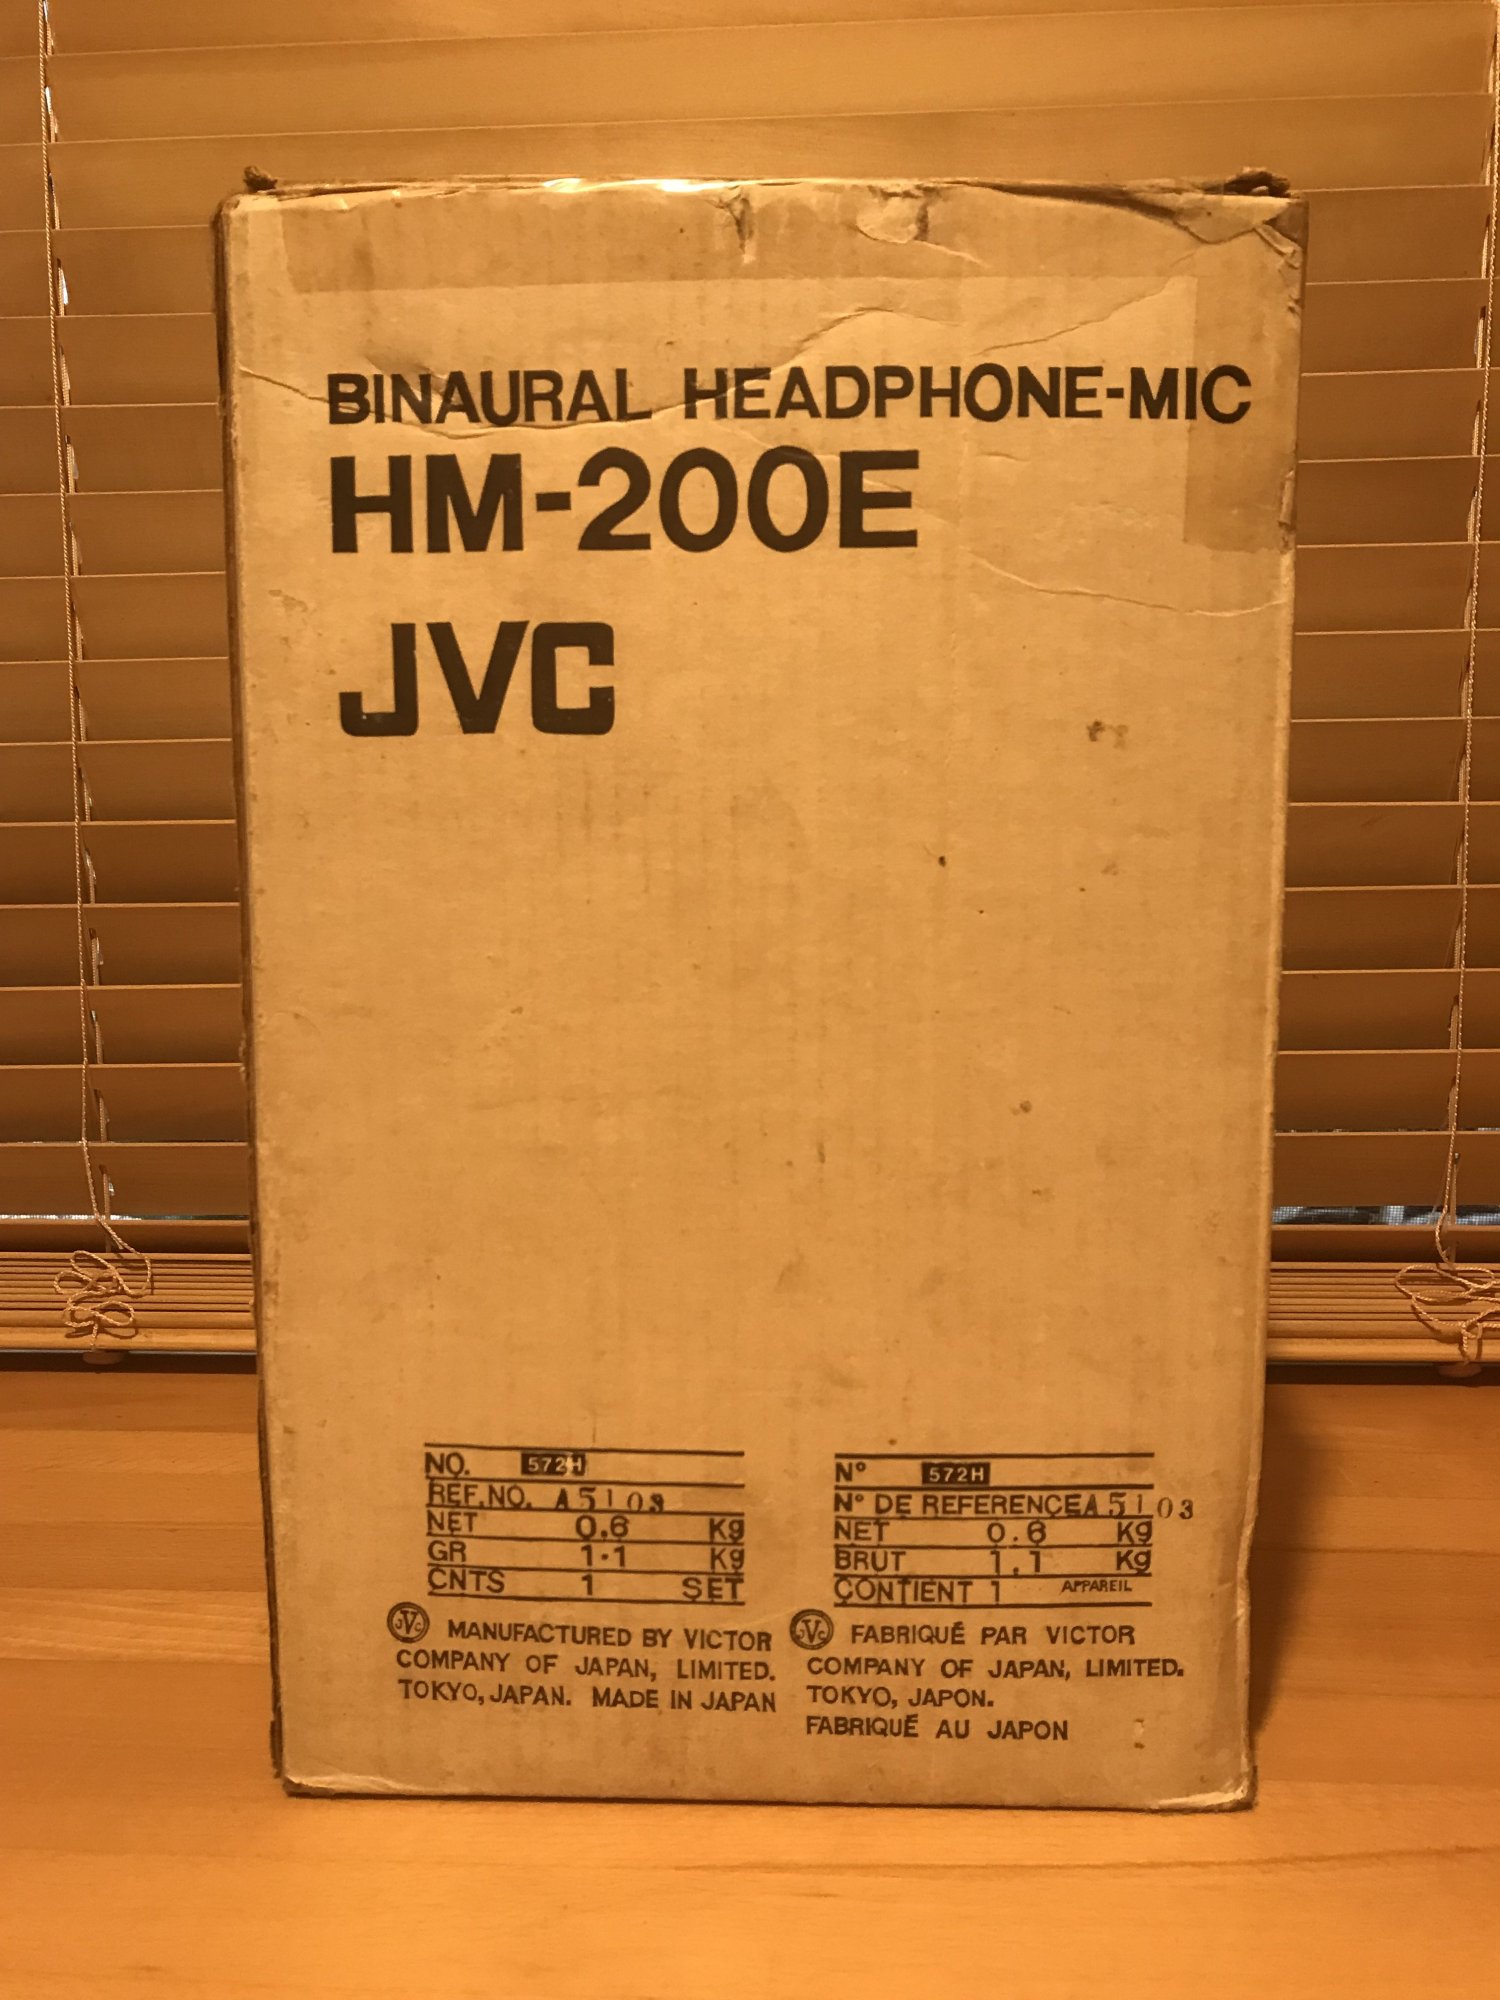 BINAURAL HEADPHONE-MIC
HM-200E
JVC
NO. 572H
REF.NO. A5103
NET 0.6 Kg
GR 1.1 Kg
CNTS 1 SET
JVC MANUFACTURED BY VICTOR
COMPANY OF JAPAN, LIMITED.
TOKYO, JAPAN. MADE IN JAPAN
N° 572H
N° DE REFERENCE A5103
NET 0.6 Kg
BRUT 1.1 Kg
CONTIENT 1 APPAREIL
JVC FABRIQUÉ PAR VICTOR
COMPANY OF JAPAN, LIMITED.
TOKYO, JAPON.
FABRIQUÉ AU JAPON